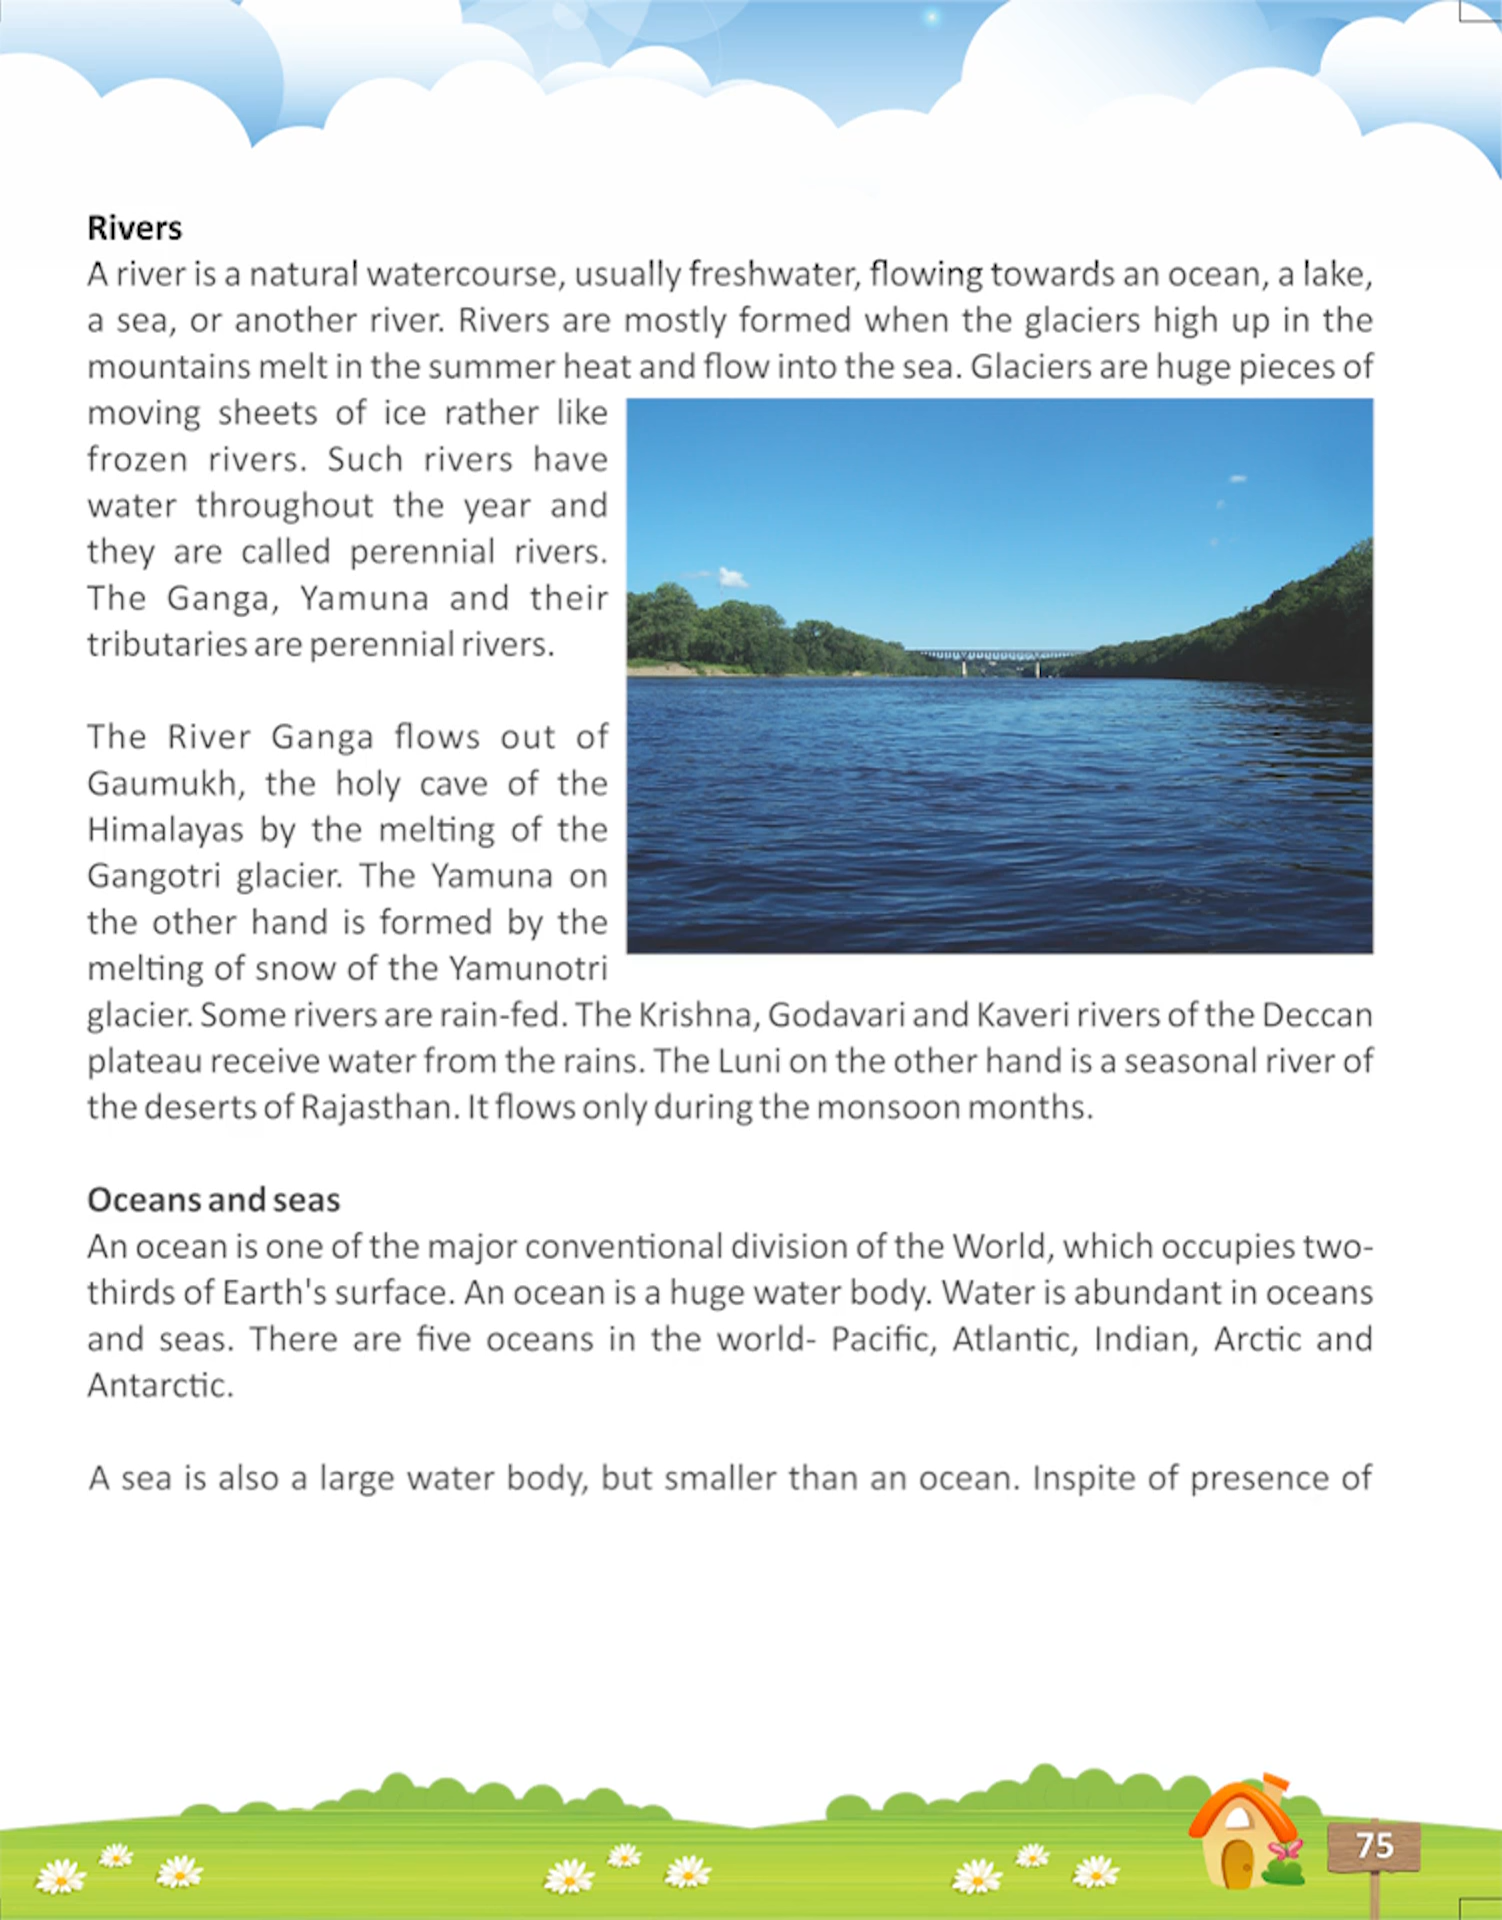 Rivers
A river is a natural watercourse, usually freshwater, flowing towards an ocean, a lake,
a sea, or another river. Rivers are mostly formed when the glaciers high up in the
mountains melt in the summer heat and flow into the sea. Glaciers are huge pieces of
moving sheets of ice rather like
frozen rivers. Such rivers have
water throughout the year and
they are called perennial rivers.
The Ganga, Yamuna and their
tributaries are perennial rivers.
The River Ganga flows out of
Gaumukh, the holy cave of the
Himalayas by the melting of the
Gangotri glacier. The Yamuna on
the other hand is formed by the
melting of snow of the Yamunotri
glacier. Some rivers are rain-fed. The Krishna, Godavari and Kaveri rivers of the Deccan
plateau receive water from the rains. The Luni on the other hand is a seasonal river of
the deserts of Rajasthan. It flows only during the monsoon months.
Oceans and seas
An ocean is one of the major conventional division of the World, which occupies two-
thirds of Earth's surface. An ocean is a huge water body. Water is abundant in oceans
and seas. There are five oceans in the world- Pacific, Atlantic, Indian, Arctic and
Antarctic.
A sea is also a large water body, but smaller than an ocean. Inspite of presence of
75